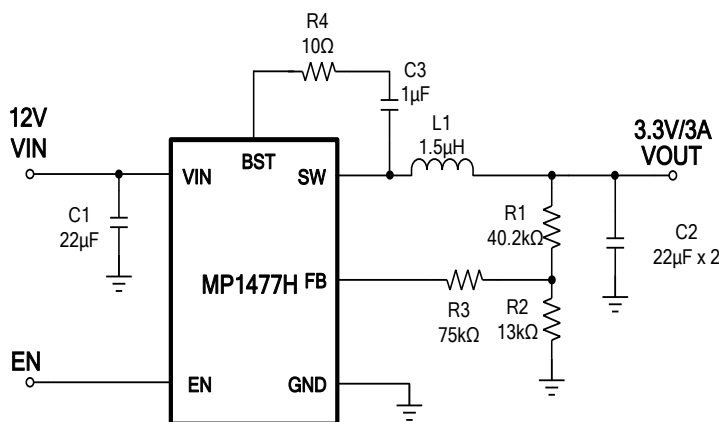 R4
10Ω
C3
1μF
12V
VIN
L1
1.5μH
3.3V/3A
VOUT
BST
VIN
SW
C1
22μF
R1
40.2kΩ
C2
22μF x 2
MP1477H
FB
R3
75kΩ
R2
13kΩ
EN
EN
GND